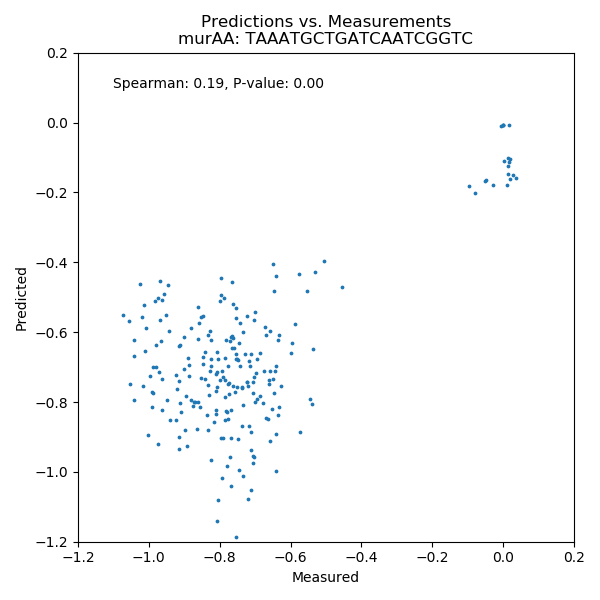 Predictions vs. Measurements
murAA: TAAATGCTGATCAATCGGTC
Spearman: 0.19, P-value: 0.00
0.2
0.0
−0.2
−0.4
−0.6
−0.8
−1.0
−1.2
Predicted
−1.2 −1.0 −0.8 −0.6 −0.4 −0.2 0.0 0.2
Measured